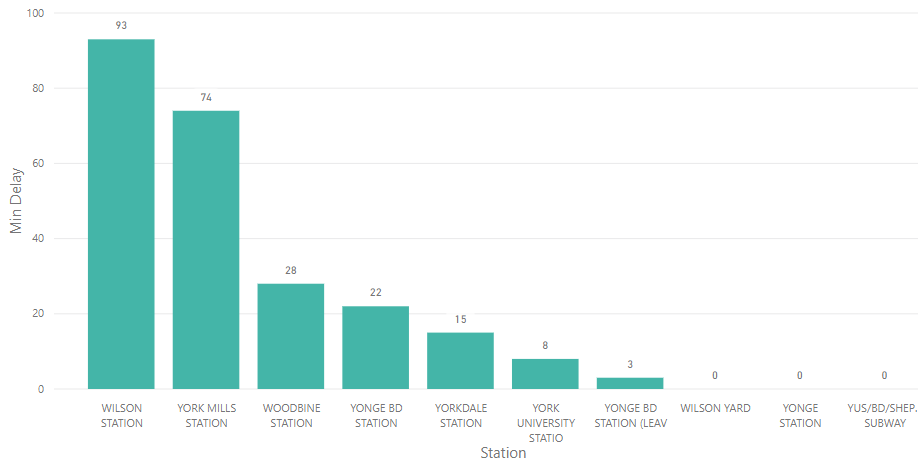 100
80
60
40
20
0
Min Delay
93
74
28
22
15
8
3
0
0
0
WILSON
STATION
YORK MILLS
STATION
WOODBINE
STATION
YONGE BD
STATION
YORKDALE
STATION
YORK
UNIVERSITY
STATIO
YONGE BD
STATION (LEAV
WILSON YARD
YONGE
STATION
YUS/BD/SHEP.
SUBWAY
Station